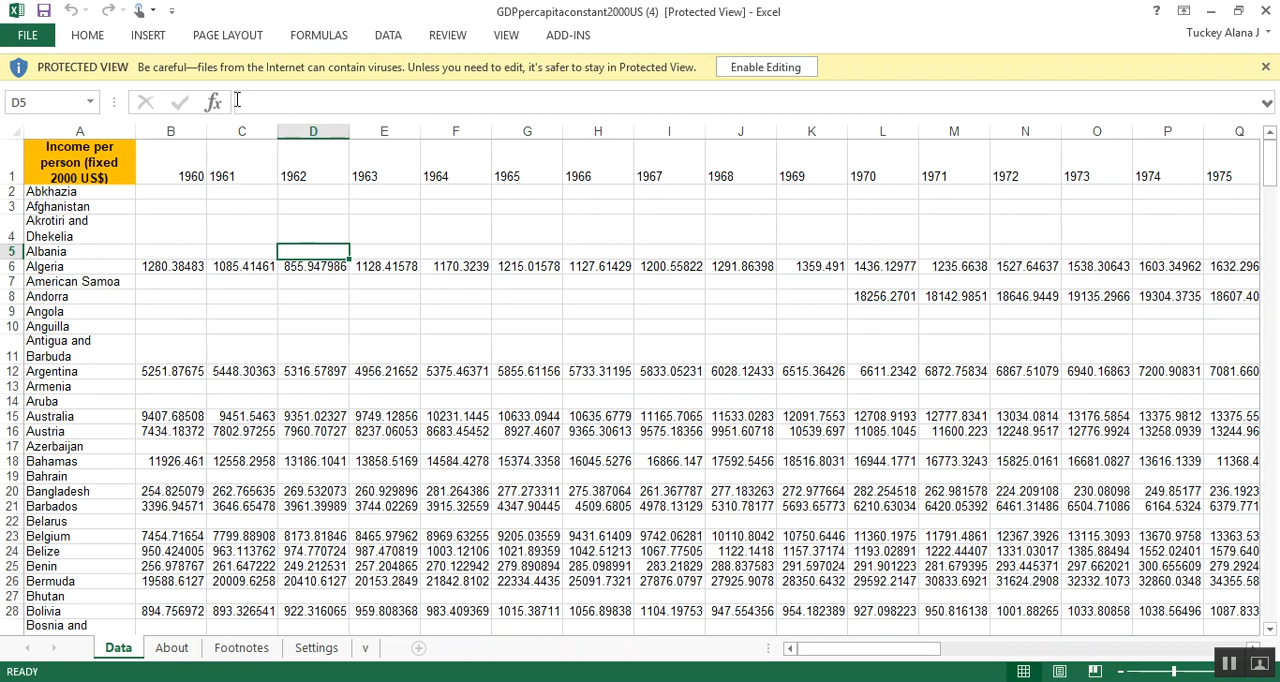 GDPpercapitaconstant2000US (4)  [Protected View] - Excel
FILE HOME INSERT PAGE LAYOUT FORMULAS DATA REVIEW VIEW ADD-INS Tuckey Alana J
PROTECTED VIEW Be careful—files from the Internet can contain viruses. Unless you need to edit, it's safer to stay in Protected View. Enable Editing
D5 fx
A B C D E F G H I J K L M N O P Q
Income per
person (fixed
2000 US$)
1 1960 1961 1962 1963 1964 1965 1966 1967 1968 1969 1970 1971 1972 1973 1974 1975
2 Abkhazia
3 Afghanistan
Akrotiri and
4 Dhekelia
5 Albania
6 Algeria 1280.38483 1085.41461 855.947986 1128.41578 1170.3239 1215.01578 1127.61429 1200.55822 1291.86398 1359.491 1436.12977 1235.6638 1527.64637 1538.30643 1603.34962 1632.296
7 American Samoa
8 Andorra 18256.2701 18142.9851 18646.9449 19135.2966 19304.3735 18607.40
9 Angola
10 Anguilla
Antigua and
11 Barbuda
12 Argentina 5251.87675 5448.30363 5316.57897 4956.21652 5375.46371 5855.61156 5733.31195 5833.05231 6028.12433 6515.36426 6611.2342 6872.75834 6867.51079 6940.16863 7200.90831 7081.660
13 Armenia
14 Aruba
15 Australia 9407.68508 9451.5463 9351.02327 9749.12856 10231.1445 10633.0944 10635.6779 11165.7065 11533.0283 12091.7553 12708.9193 12777.8341 13034.0814 13176.5854 13375.9812 13375.55
16 Austria 7434.18372 7802.97255 7960.70727 8237.06053 8683.45452 8927.4607 9365.30613 9575.18356 9951.60718 10539.697 11085.1045 11600.223 12248.9517 12776.9924 13258.0939 13244.96
17 Azerbaijan
18 Bahamas 11926.461 12558.2958 13186.1041 13858.5169 14584.4278 15374.3358 16045.5276 16866.147 17592.5456 18516.8031 16944.1771 16773.3243 15825.0161 16681.0827 13616.1339 11368.4
19 Bahrain
20 Bangladesh 254.825079 262.765635 269.532073 260.929896 281.264386 277.273311 275.387064 261.367787 277.183263 272.977664 282.254518 262.981578 224.209108 230.08098 249.85177 236.1923
21 Barbados 3396.94571 3646.65478 3961.39989 3744.02269 3915.32559 4347.90445 4509.6805 4978.13129 5310.78177 5693.65773 6210.63034 6420.05392 6461.31486 6504.71086 6164.5324 6379.771
22 Belarus
23 Belgium 7454.71654 7799.88908 8173.81846 8465.97962 8969.63255 9205.03559 9431.61409 9742.06281 10110.8042 10750.6446 11360.1975 11791.4861 12367.3926 13115.3093 13670.9758 13363.53
24 Belize 950.424005 963.113762 974.770724 987.470819 1003.12106 1021.89359 1042.51213 1067.77505 1122.1418 1157.37174 1193.02891 1222.44407 1331.03017 1385.88494 1552.02401 1579.640
25 Benin 256.978767 261.647222 249.212531 257.204865 270.122942 279.890894 285.098991 283.21829 288.837583 291.597024 291.901223 281.679395 293.445371 297.662021 300.655609 279.2924
26 Bermuda 19588.6127 20009.6258 20410.6127 20153.2849 21842.8102 22334.4435 25091.7321 27876.0797 27925.9078 28350.6432 29592.2147 30833.6921 31624.2908 32332.1073 32860.0348 34355.58
27 Bhutan
28 Bolivia 894.756972 893.326541 922.316065 959.808368 983.409369 1015.38711 1056.89838 1104.19753 947.554356 954.182389 927.098223 950.816138 1001.88265 1033.80858 1038.56496 1087.833
Bosnia and
Data About Footnotes Settings v
READY